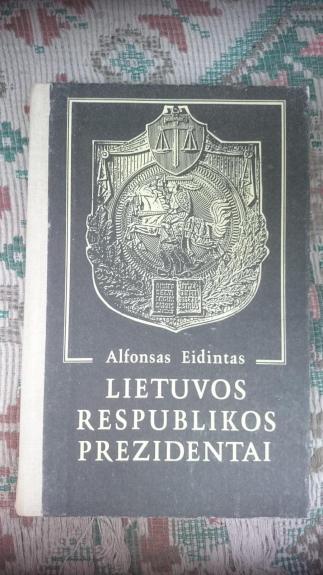 Alfonsas Eidintas
LIETUVOS
RESPUBLIKOS
PREZIDENTAI